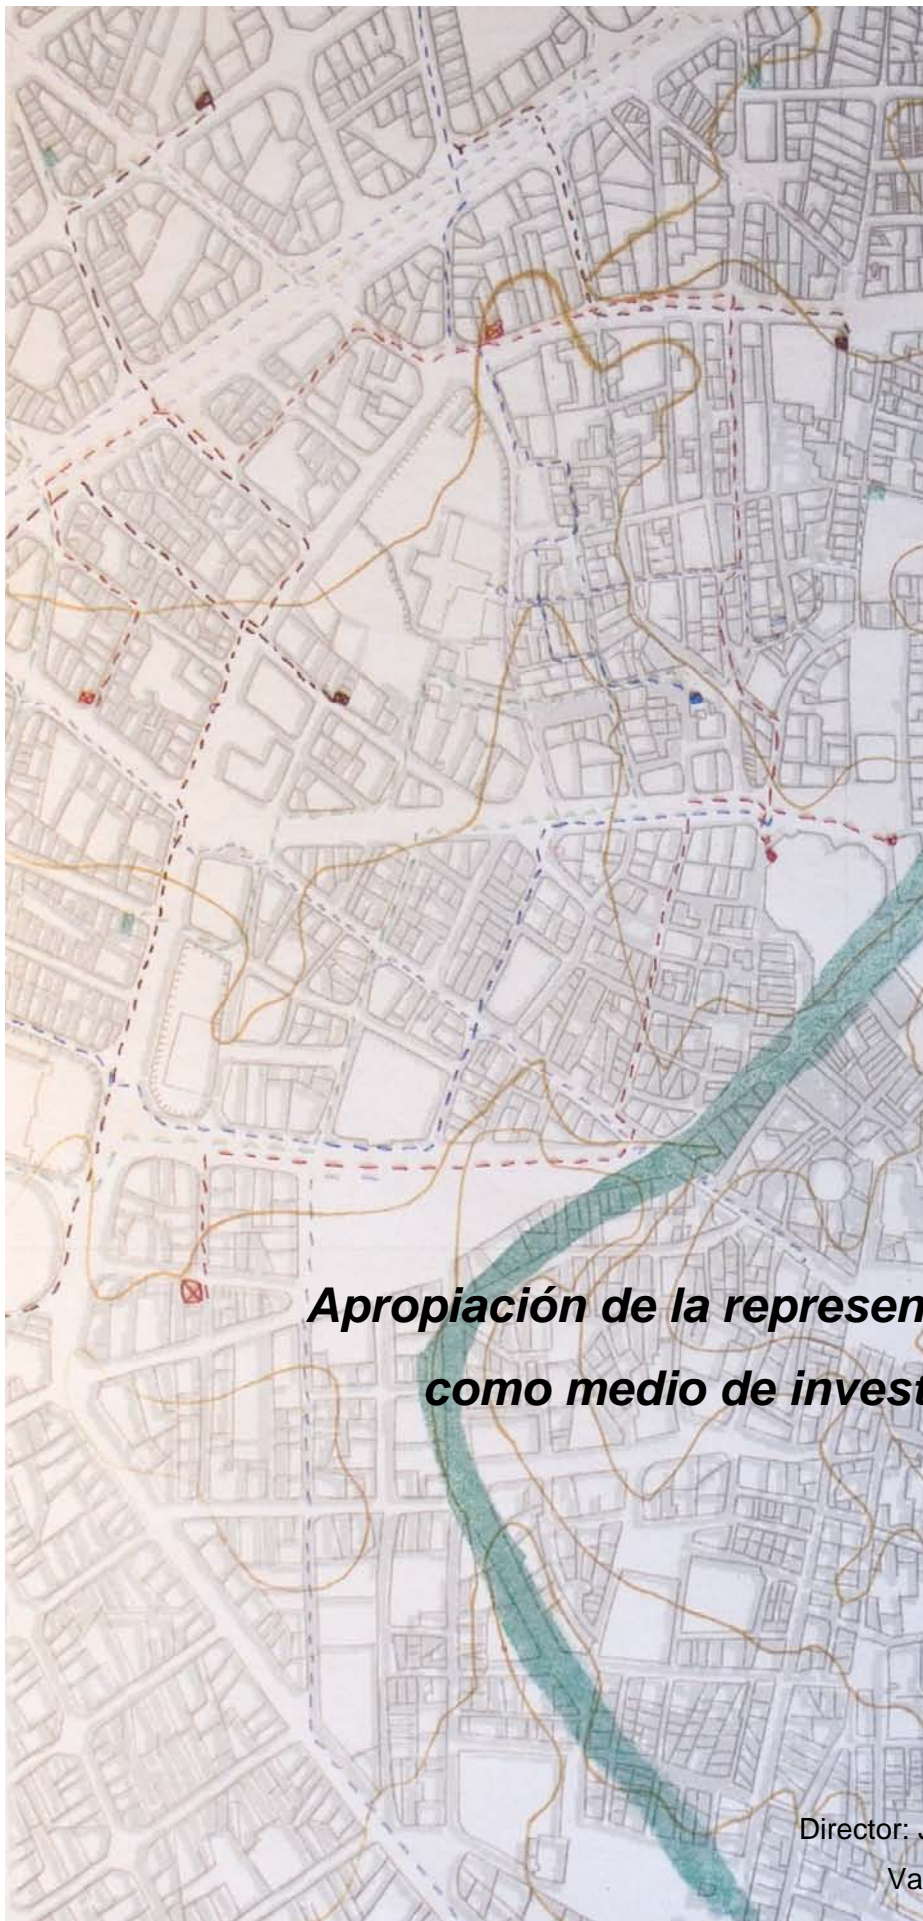 Apropiación de la represen
como medio de invest
Director:
Va